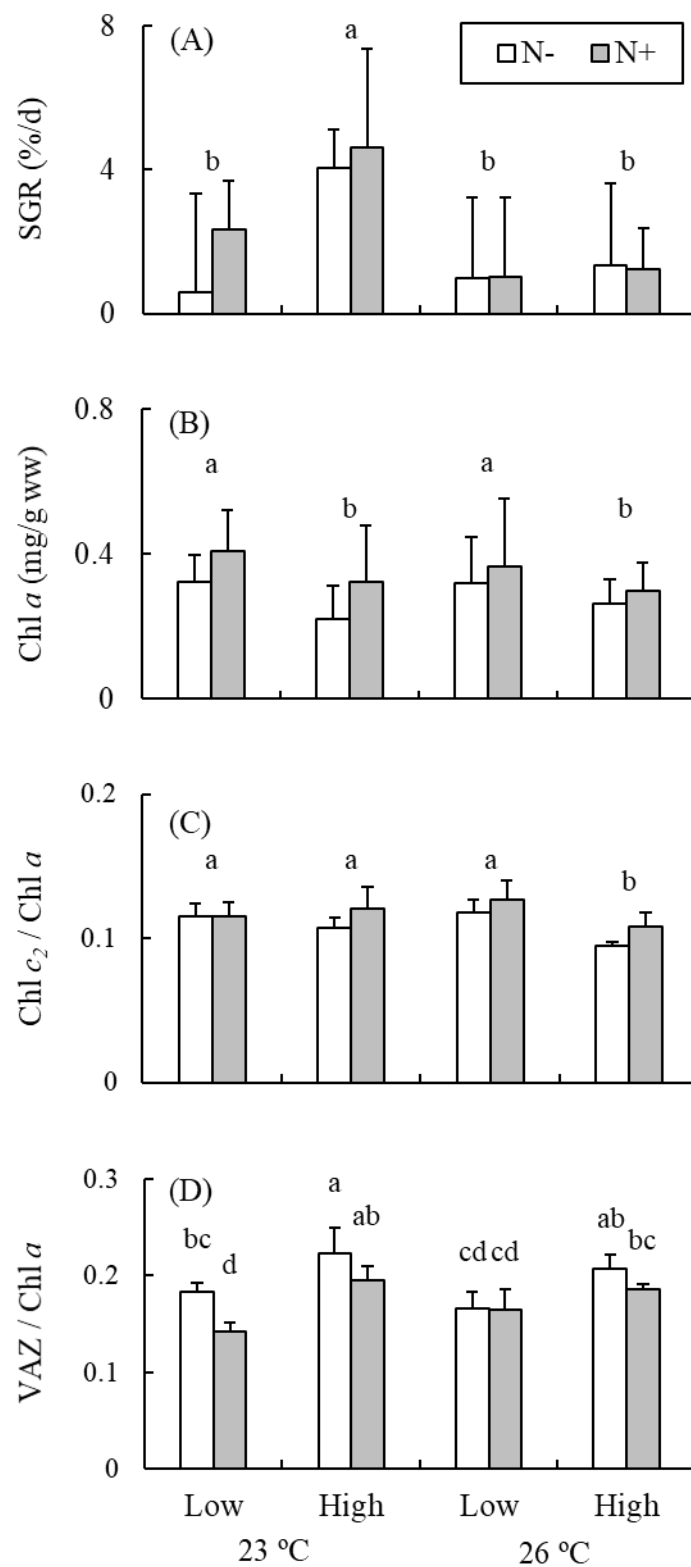 (A)
N- N+
8
4
0
SGR (%/d)
b a b b
(B)
0.8
0.4
0
Chl a (mg/g ww)
a b a b
(C)
0.2
0.1
0
Chl c2 / Chl a
a a a b
(D)
0.3
0.2
0.1
0
VAZ / Chl a
bc d a ab cd cd ab bc
Low High Low High
23 ºC 26 ºC